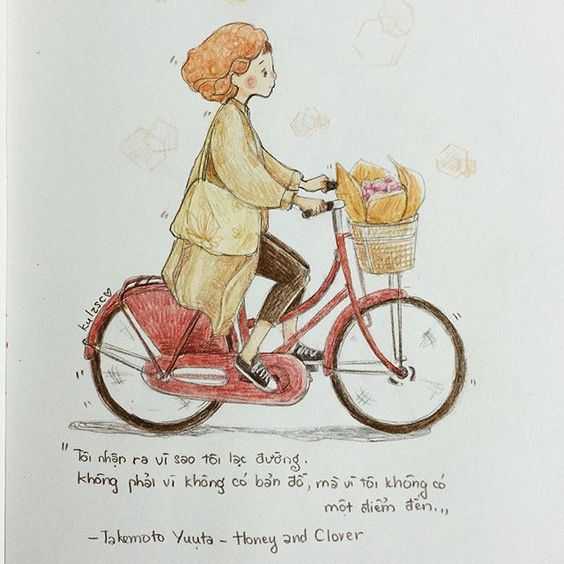 kulzsc
"Tôi nhận ra vì sao tôi lạc đường.
không phải vì không có bản đồ, mà vì tôi không có
một điểm đến...,
- Takemoto Yuuta - Honey and Clover